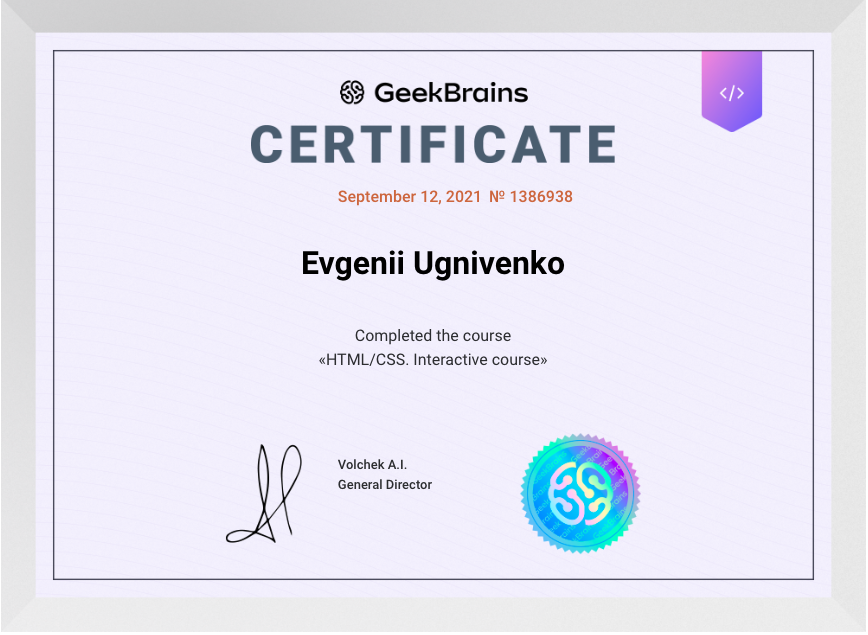 GeekBrains
</>
CERTIFICATE
September 12, 2021 № 1386938
Evgenii Ugnivenko
Completed the course
«HTML/CSS. Interactive course»
Volchek A.I.
General Director